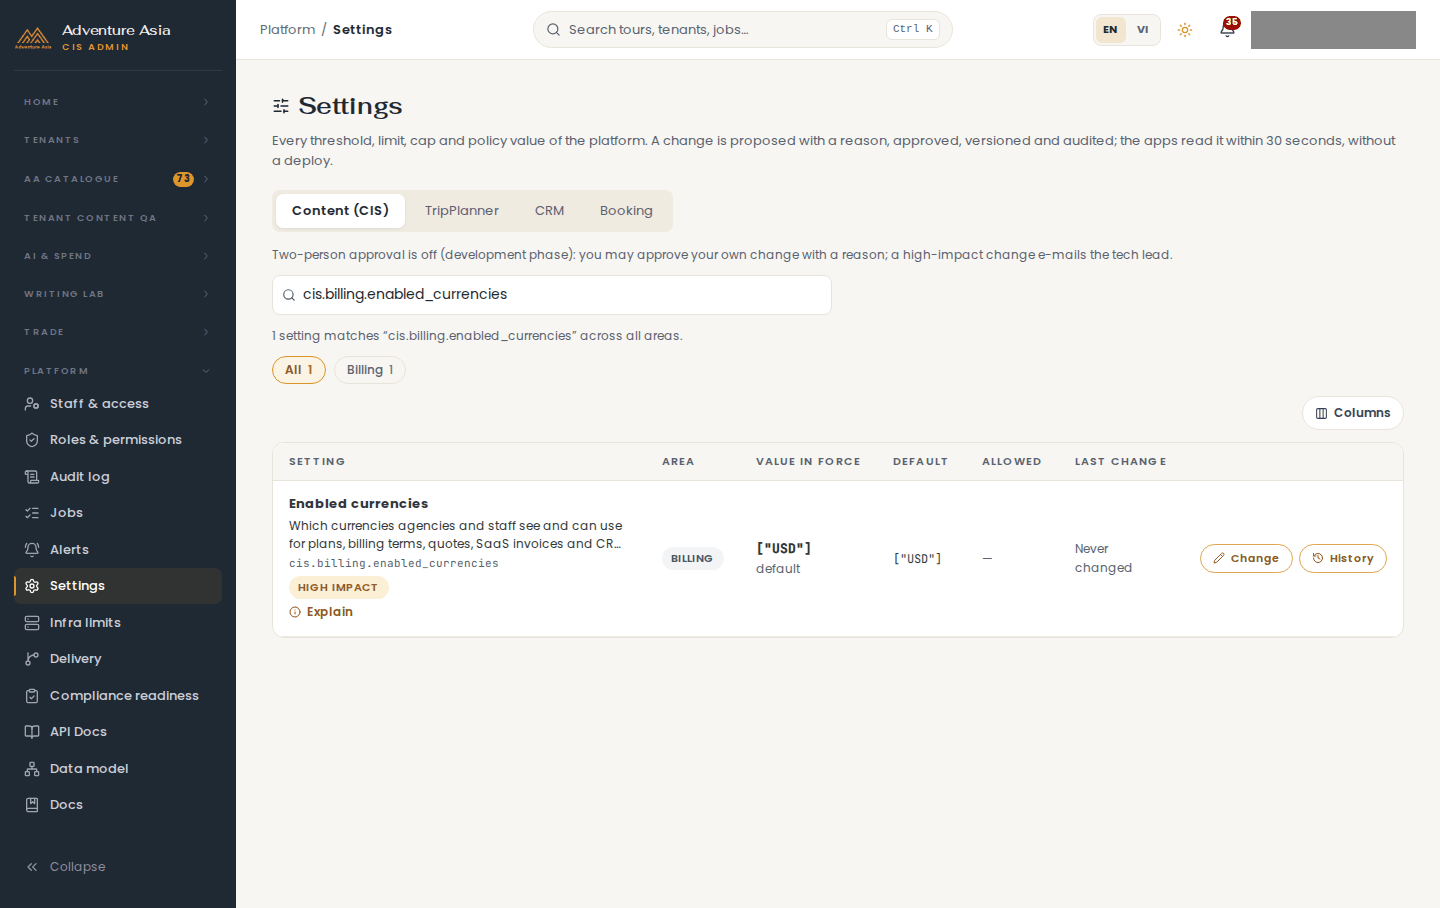 Adventure Asia
CIS ADMIN
Adventure Asia
HOME
TENANTS
AA CATALOGUE 73
TENANT CONTENT QA
AI & SPEND
WRITING LAB
TRADE
PLATFORM
Staff & access
Roles & permissions
Audit log
Jobs
Alerts
Settings
Infra limits
Delivery
Compliance readiness
API Docs
Data model
Docs
Collapse
Platform / Settings
Search tours, tenants, jobs…
Ctrl K
EN VI
35
Settings
Every threshold, limit, cap and policy value of the platform. A change is proposed with a reason, approved, versioned and audited; the apps read it within 30 seconds, without
a deploy.
Content (CIS) TripPlanner CRM Booking
Two-person approval is off (development phase): you may approve your own change with a reason; a high-impact change e-mails the tech lead.
cis.billing.enabled_currencies
1 setting matches “cis.billing.enabled_currencies” across all areas.
All 1 Billing 1
Columns
SETTING AREA VALUE IN FORCE DEFAULT ALLOWED LAST CHANGE
Enabled currencies
Which currencies agencies and staff see and can use
for plans, billing terms, quotes, SaaS invoices and CR…
cis.billing.enabled_currencies
HIGH IMPACT
Explain
BILLING
["USD"]
default
["USD"]
—
Never
changed
Change
History